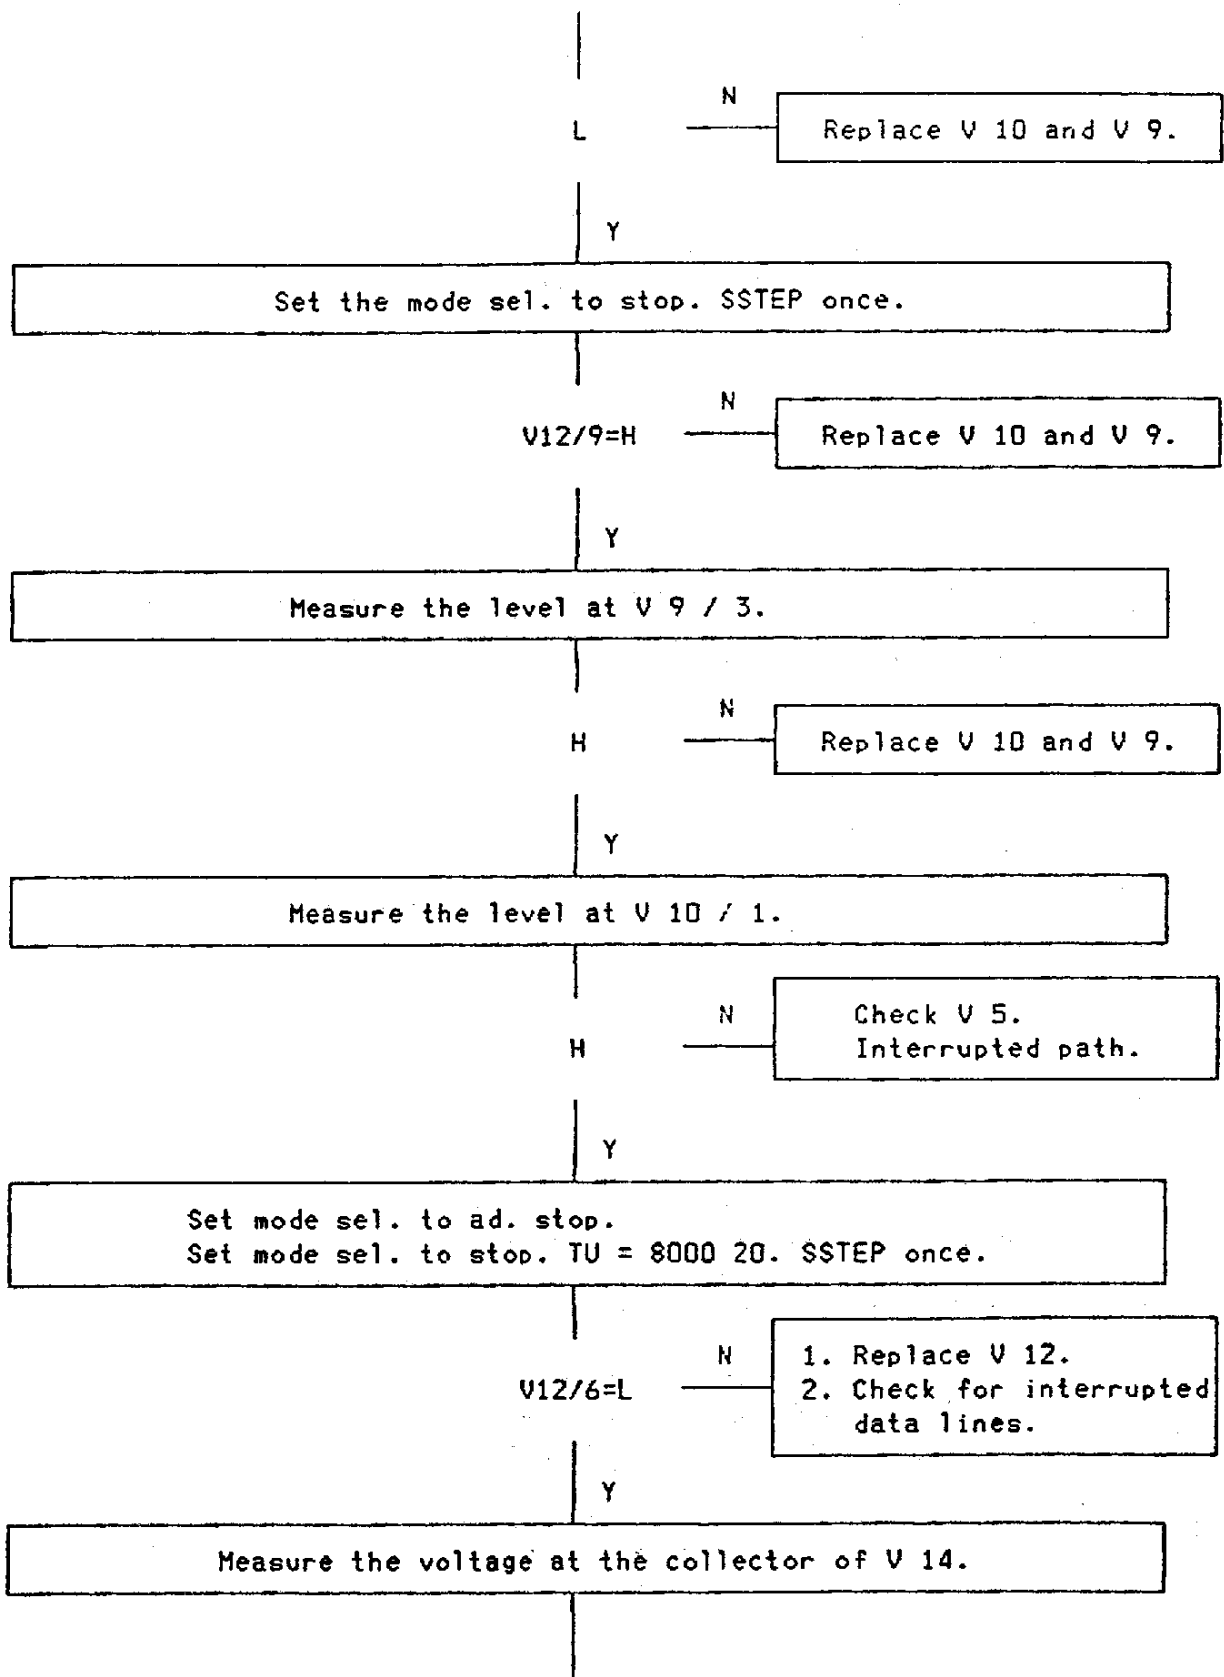 N
L
Replace V 10 and V 9.
Y
Set the mode sel. to stop. SSTEP once.
N
V12/9=H
Replace V 10 and V 9.
Y
Measure the level at V 9 / 3.
N
H
Replace V 10 and V 9.
Y
Measure the level at V 10 / 1.
N
H
Check V 5.
Interrupted path.
Y
Set mode sel. to ad. stop.
Set mode sel. to stop. TU = 8000 20. SSTEP once.
N
V12/6=L
1. Replace V 12.
2. Check for interrupted
data lines.
Y
Measure the voltage at the collector of V 14.